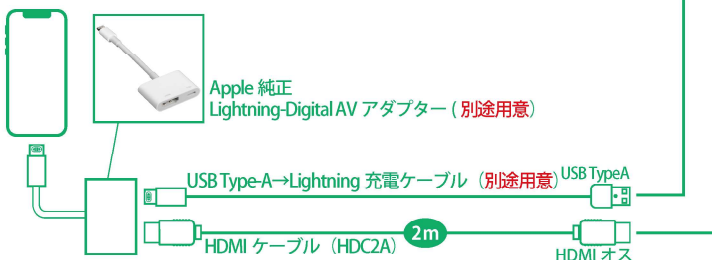 Apple 純正
Lightning-Digital AV アダプター ( 別途用意)
USB Type-A→Lightning 充電ケーブル（別途用意）
USB TypeA
HDMI ケーブル（HDC2A）
2m
HDMI オス